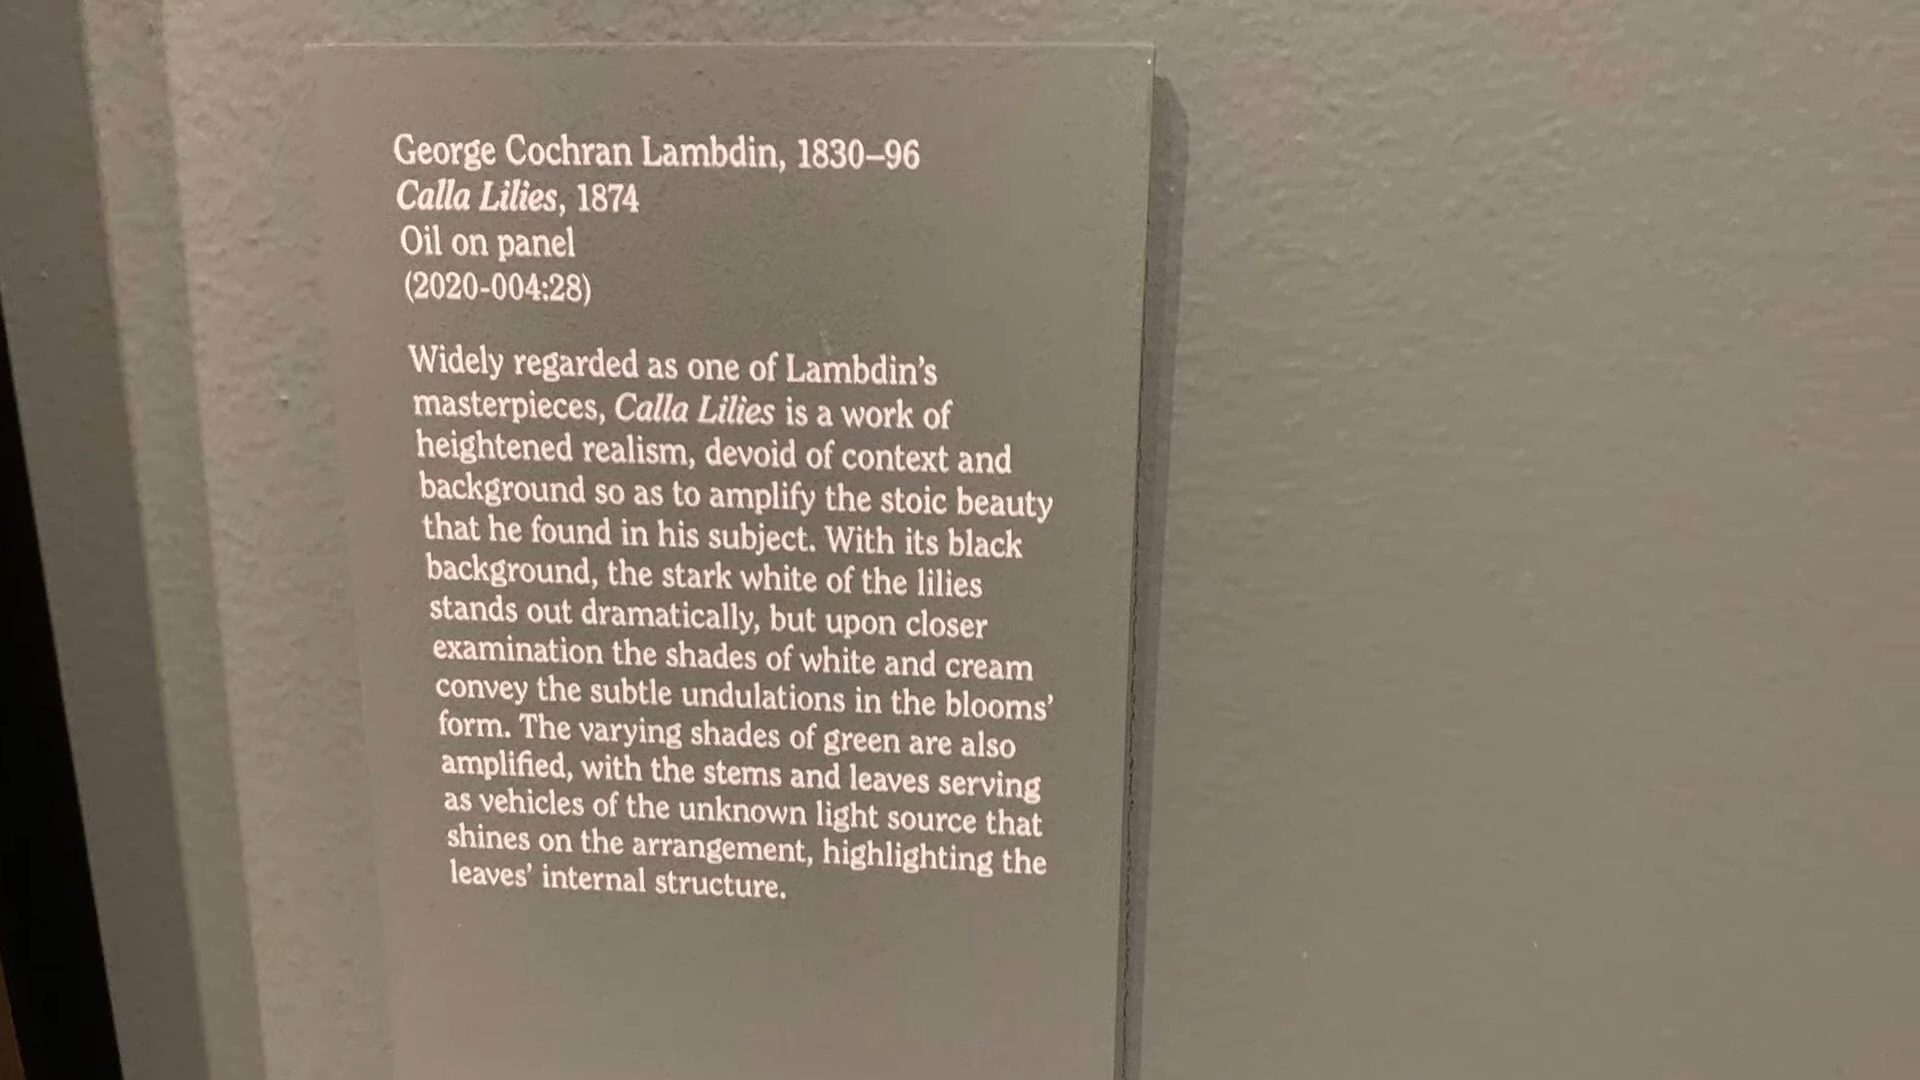 George Cochran Lambdin, 1830–96
Calla Lilies, 1874
Oil on panel
(2020-004:28)
Widely regarded as one of Lambdin’s
masterpieces, Calla Lilies is a work of
heightened realism, devoid of context and
background so as to amplify the stoic beauty
that he found in his subject. With its black
background, the stark white of the lilies
stands out dramatically, but upon closer
examination the shades of white and cream
convey the subtle undulations in the blooms’
form. The varying shades of green are also
amplified, with the stems and leaves serving
as vehicles of the unknown light source that
shines on the arrangement, highlighting the
leaves’ internal structure.